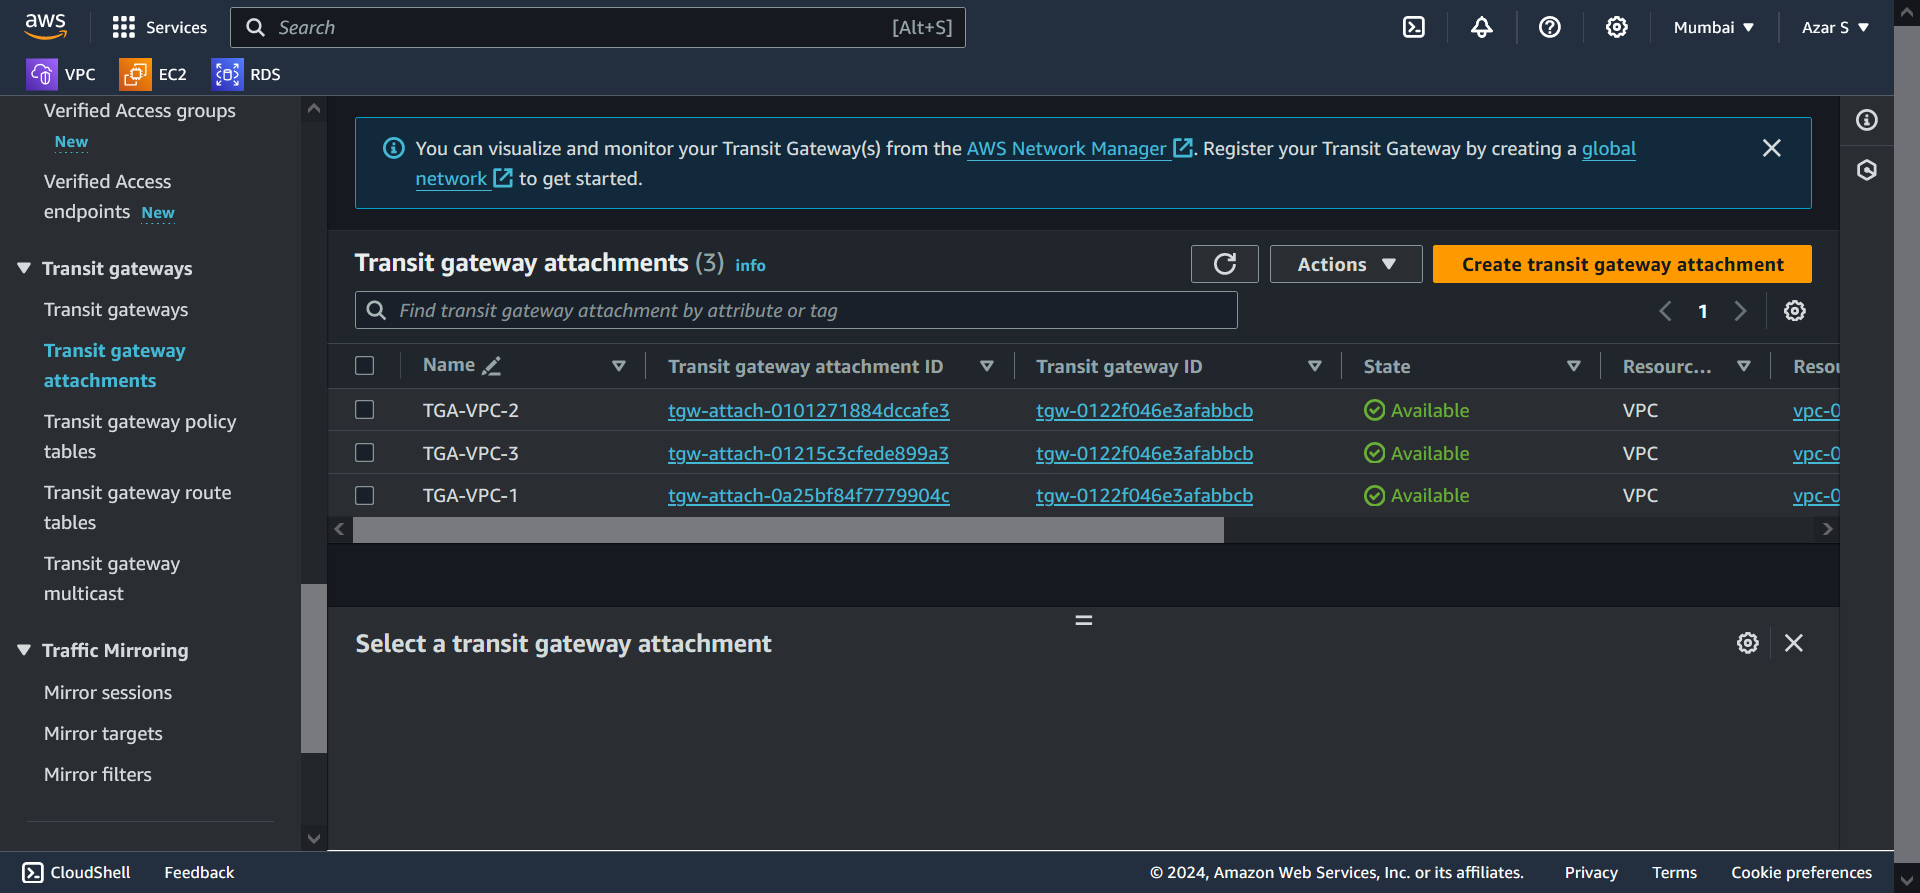 aws
Services
Search
[Alt+S]
Mumbai
Azar S
VPC
EC2
RDS
Verified Access groups
New
Verified Access
endpoints New
Transit gateways
Transit gateways
Transit gateway
attachments
Transit gateway policy
tables
Transit gateway route
tables
Transit gateway
multicast
Traffic Mirroring
Mirror sessions
Mirror targets
Mirror filters
You can visualize and monitor your Transit Gateway(s) from the AWS Network Manager. Register your Transit Gateway by creating a global
network to get started.
Transit gateway attachments (3) info
Actions
Create transit gateway attachment
Find transit gateway attachment by attribute or tag
1
Name Transit gateway attachment ID Transit gateway ID State Resourc... Resou
TGA-VPC-2 tgw-attach-0101271884dccafe3 tgw-0122f046e3afabbcb Available VPC vpc-0
TGA-VPC-3 tgw-attach-01215c3cfede899a3 tgw-0122f046e3afabbcb Available VPC vpc-0
TGA-VPC-1 tgw-attach-0a25bf84f7779904c tgw-0122f046e3afabbcb Available VPC vpc-0
Select a transit gateway attachment
CloudShell
Feedback
© 2024, Amazon Web Services, Inc. or its affiliates.
Privacy
Terms
Cookie preferences